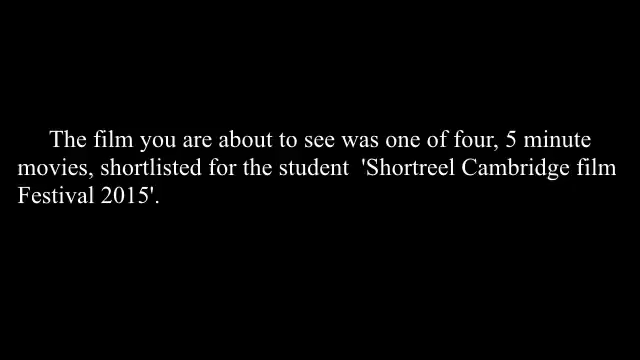 The film you are about to see was one of four, 5 minute
movies, shortlisted for the student 'Shortreel Cambridge film
Festival 2015'.